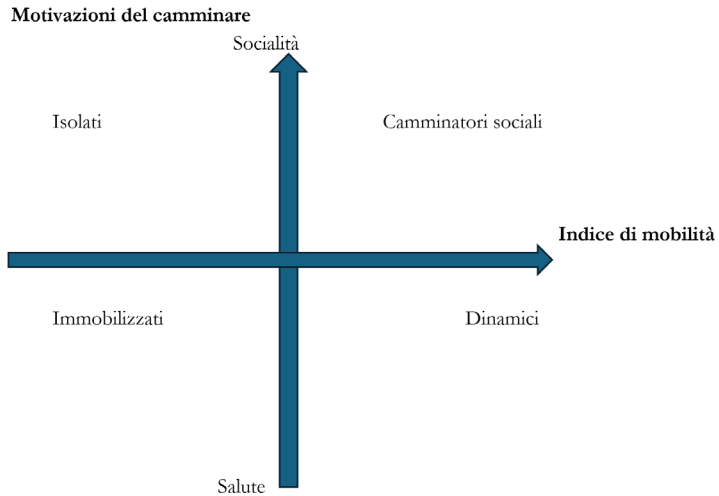 Motivazioni del camminare
Socialità
Isolati
Camminatori sociali
Indice di mobilità
Immobilizzati
Dinamici
Salute